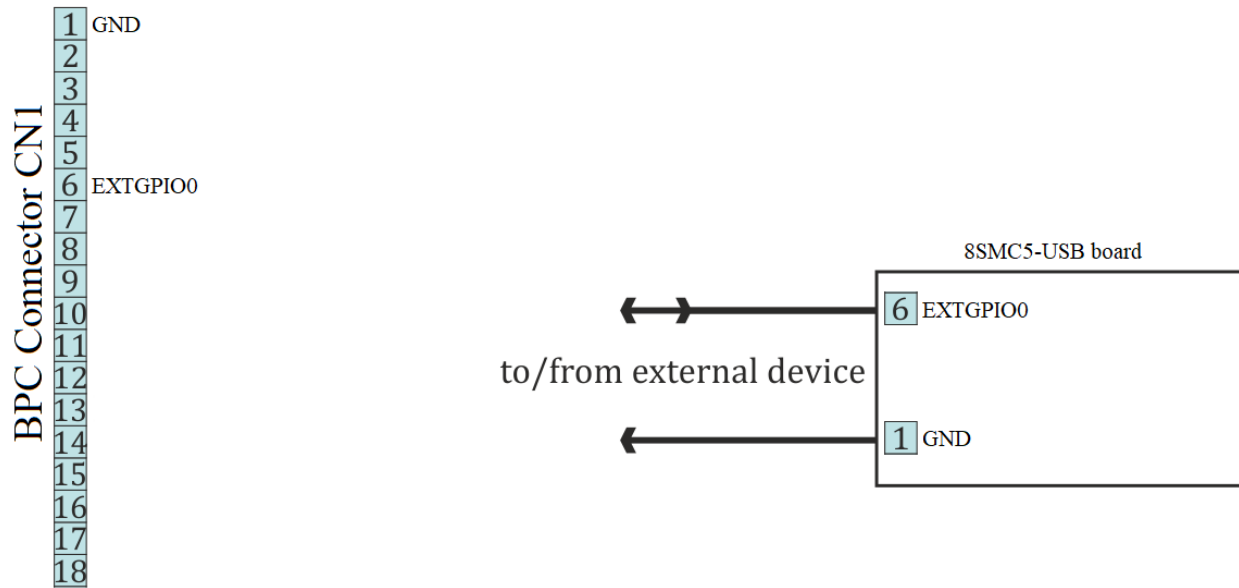 BPC Connector CN1
1 GND
2
3
4
5
6 EXTGPIO0
7
8
9
10
11
12
13
14
15
16
17
18
8SMC5-USB board
6 EXTGPIO0
to/from external device
1 GND